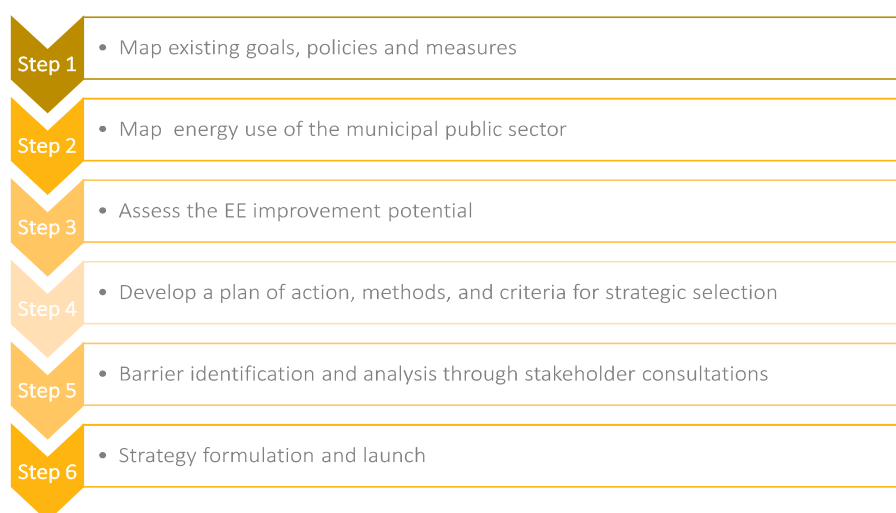 Step 1
• Map existing goals, policies and measures
Step 2
• Map  energy use of the municipal public sector
Step 3
• Assess the EE improvement potential
Step 4
• Develop a plan of action, methods, and criteria for strategic selection
Step 5
• Barrier identification and analysis through stakeholder consultations
Step 6
• Strategy formulation and launch